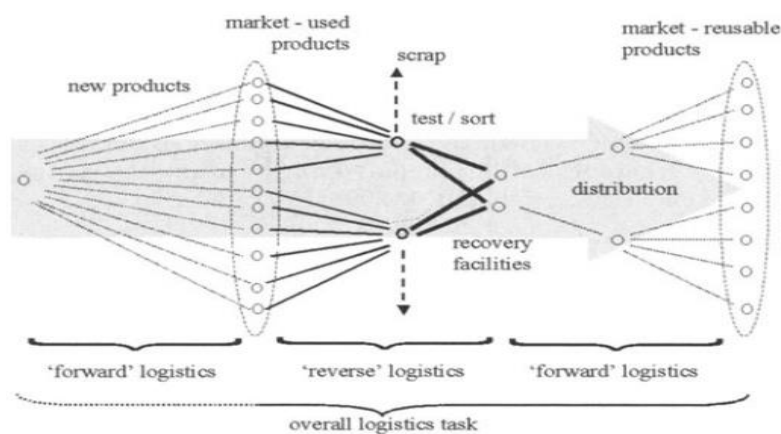 market - used
products
market - reusable
products
scrap
new products
test / sort
distribution
recovery
facilities
'forward' logistics
'reverse' logistics
'forward' logistics
overall logistics task